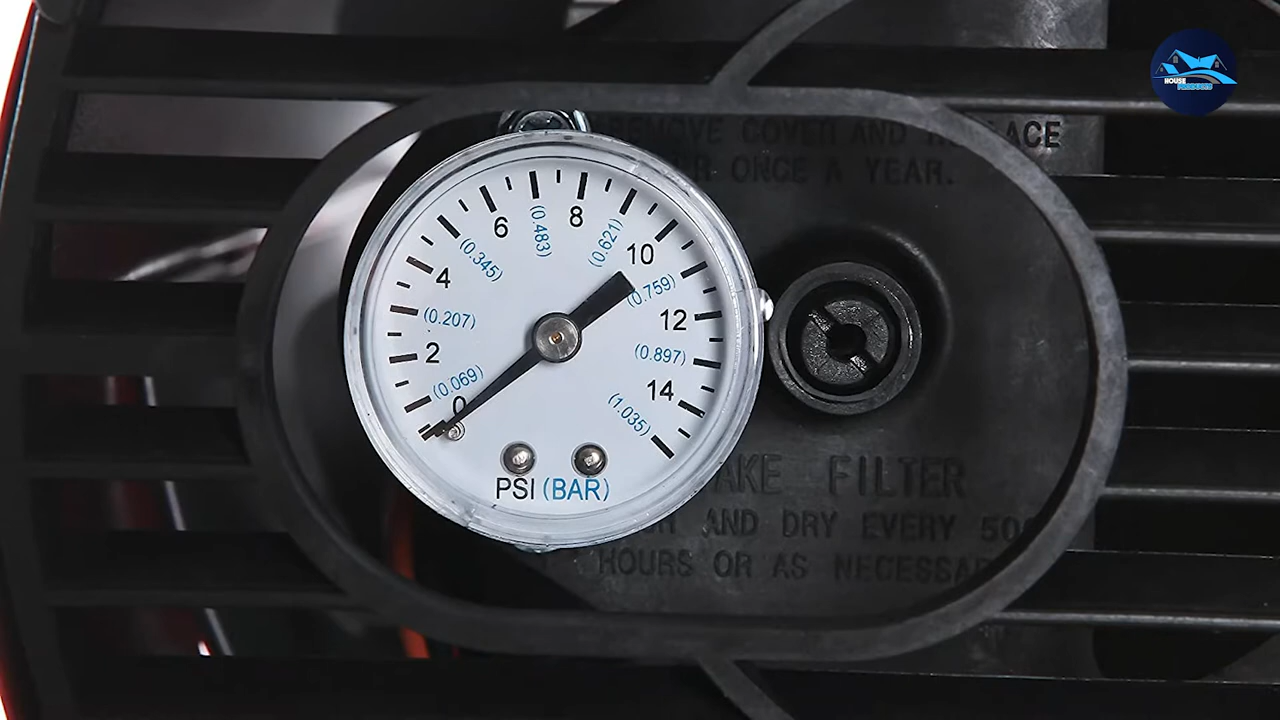 HOUSE
PRODUCTS
REMOVE COVER AND
ONCE A YEAR.
6
8
(0.483)
(0.345)
(0.621)
10
4
(0.759)
(0.207)
12
2
(0.897)
(0.069)
14
0
(1.035)
PSI (BAR)
FILTER
AND DRY EVERY
HOURS OR AS